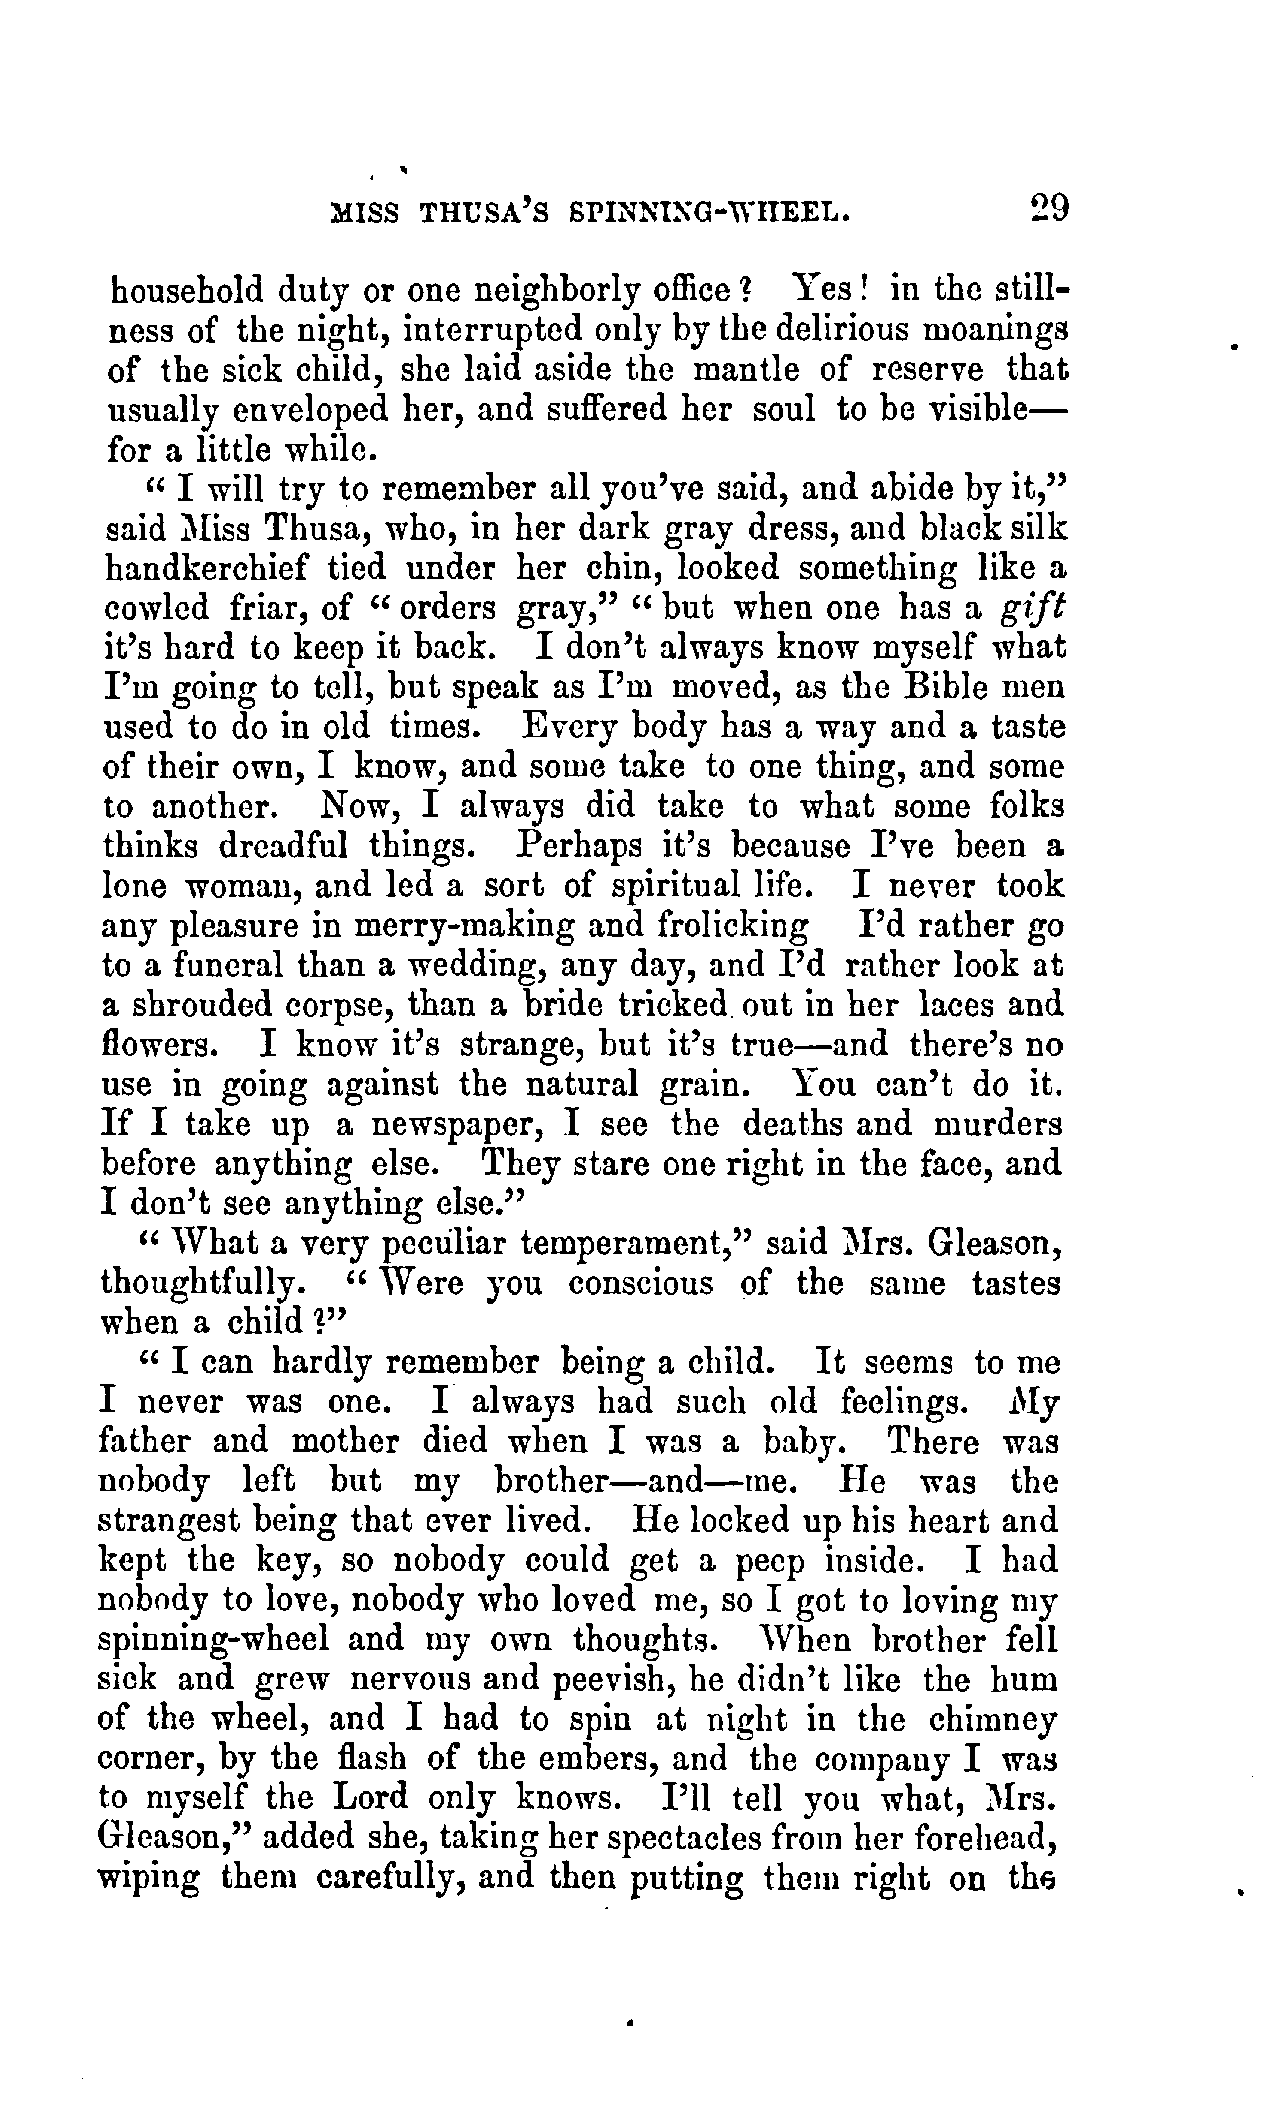 MISS THUSA'S SPINNING-WHEEL. 29
household duty or one neighborly office? Yes! in the still-
ness of the night, interrupted only by the delirious moanings
of the sick child, she laid aside the mantle of reserve that
usually enveloped her, and suffered her soul to be visible—
for a little while.
“I will try to remember all you’ve said, and abide by it,”
said Miss Thusa, who, in her dark gray dress, and black silk
handkerchief tied under her chin, looked something like a
cowled friar, of “orders gray,” “but when one has a gift
it’s hard to keep it back. I don’t always know myself what
I’m going to tell, but speak as I’m moved, as the Bible men
used to do in old times. Every body has a way and a taste
of their own, I know, and some take to one thing, and some
to another. Now, I always did take to what some folks
thinks dreadful things. Perhaps it’s because I’ve been a
lone woman, and led a sort of spiritual life. I never took
any pleasure in merry-making and frolicking I’d rather go
to a funeral than a wedding, any day, and I’d rather look at
a shrouded corpse, than a bride tricked out in her laces and
flowers. I know it’s strange, but it’s true—and there’s no
use in going against the natural grain. You can’t do it.
If I take up a newspaper, I see the deaths and murders
before anything else. They stare one right in the face, and
I don’t see anything else.”
“What a very peculiar temperament,” said Mrs. Gleason,
thoughtfully. “Were you conscious of the same tastes
when a child?”
“I can hardly remember being a child. It seems to me
I never was one. I always had such old feelings. My
father and mother died when I was a baby. There was
nobody left but my brother—and—me. He was the
strangest being that ever lived. He locked up his heart and
kept the key, so nobody could get a peep inside. I had
nobody to love, nobody who loved me, so I got to loving my
spinning-wheel and my own thoughts. When brother fell
sick and grew nervous and peevish, he didn’t like the hum
of the wheel, and I had to spin at night in the chimney
corner, by the flash of the embers, and the company I was
to myself the Lord only knows. I’ll tell you what, Mrs.
Gleason,” added she, taking her spectacles from her forehead,
wiping them carefully, and then putting them right on the